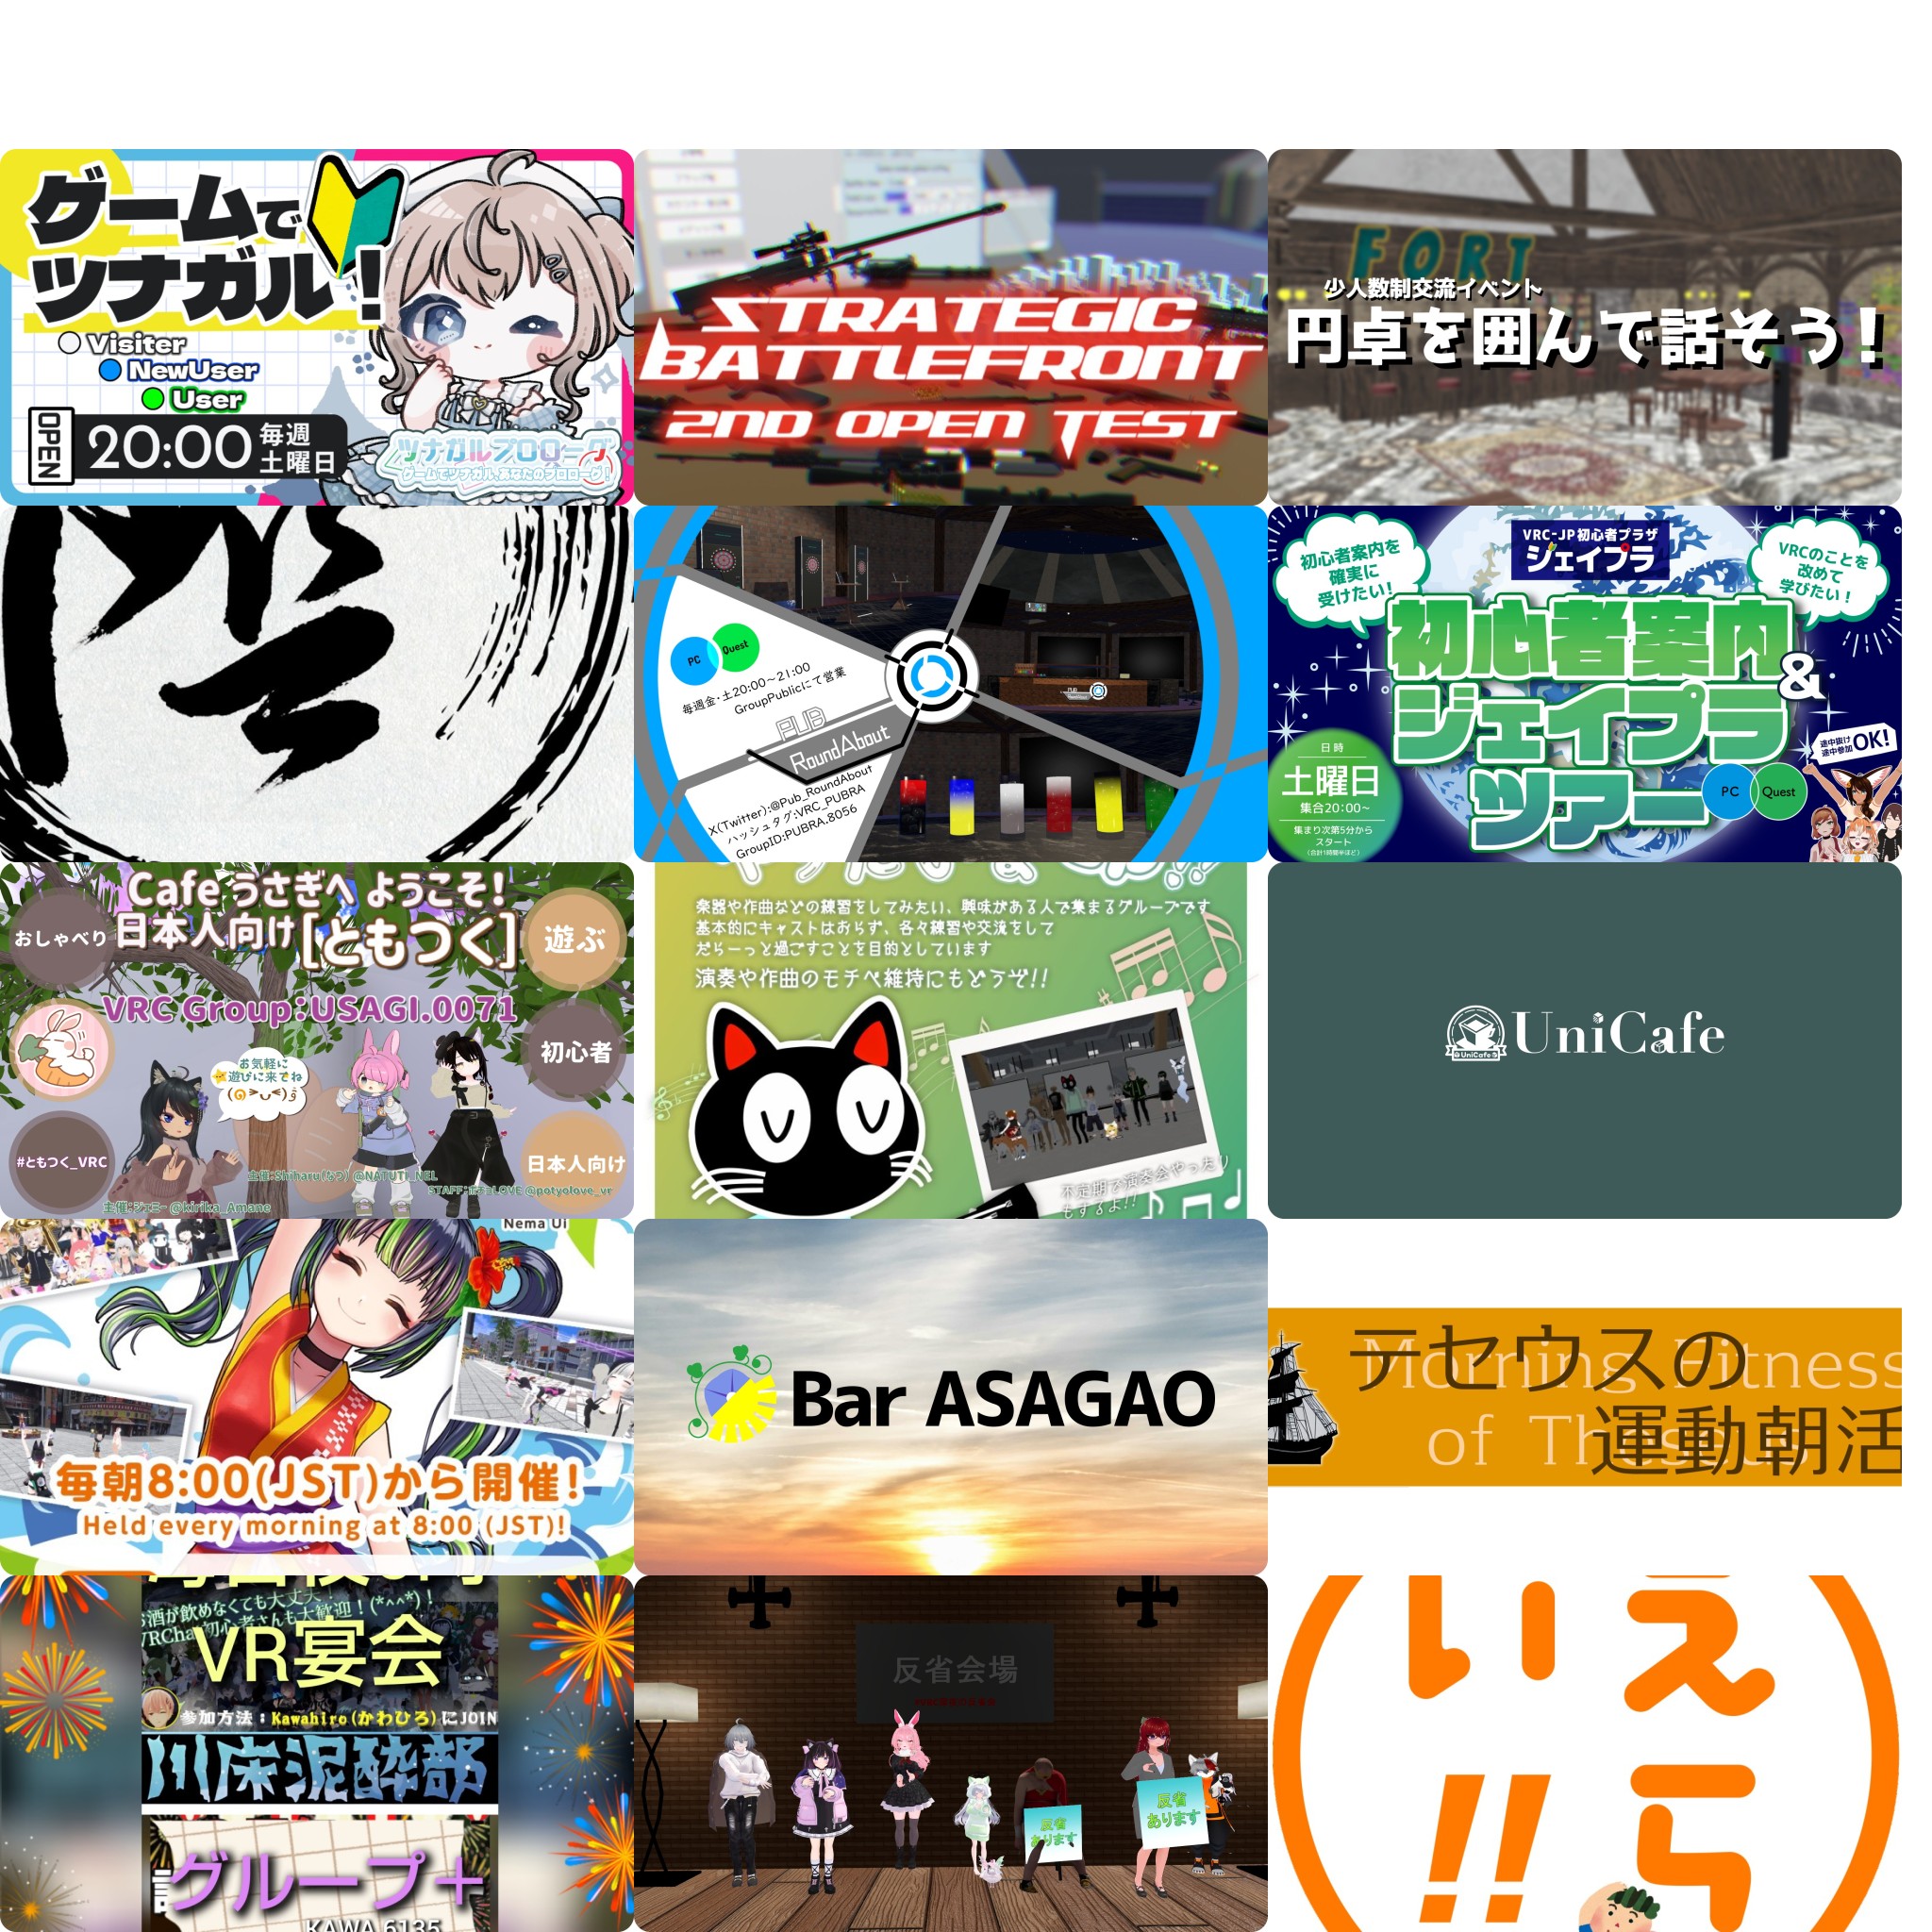 ゲームで
ツナガル!
Visiter
NewUser
User
OPEN
20:00 毎週
土曜日
ツナガルプロローグ
ゲームでツナガル、あなたのプロローグ!
STRATEGIC
BATTLEFRONT
2ND OPEN TEST
FORT
少人数制交流イベント
円卓を囲んで話そう!
PC
Quest
毎週金・土20:00~21:00
GroupPublicにて営業
PUB
RoundAbout
X(Twitter):@Pub_RoundAbout
ハッシュタグ:VRC_PUBRA
GroupID:PUBRA.8056
初心者案内を
確実に
受けたい!
VRC-JP 初心者プラザ
ジェイプラ
VRCのことを
改めて
学びたい!
初心者案内
&
ジェイプラ
ツアー
日時
土曜日
集合20:00~
集まり次第5分から
スタート
(合計1時間半ほど)
途中抜け
途中参加 OK!
PC
Quest
Cafe うさぎへ ようこそ!
日本人向け[ともつく]
おしゃべり
遊ぶ
VRC Group:USAGI.0071
初心者
お気軽に
遊びに来てね
#ともつく_VRC
日本人向け
主催:Shiharu(なつ) @NATUTI_NEL
STAFF:ポチョLOVE @potyolove_vr
主催:ジェミー @kirika_Amane
楽器や作曲などの練習をしてみたい、興味がある人で集まるグループです
基本的にキャストはおらず、各々練習や交流をして
だらーっと過ごすことを目的としています
演奏や作曲のモチベ維持にもどうぞ!!
不定期で演奏会やったり
もするよ!!
UniCafe
UniCafe
Nema Ui
毎朝8:00(JST)から開催!
Held every morning at 8:00 (JST)!
Bar ASAGAO
テセウスの
Morning Fitness
運動朝活
of Thes
お酒が飲めなくても大丈夫!
VRChat初心者さんも大歓迎!(*^^*)
VR宴会
参加方法:Kawahiro(かわひろ)にJOIN
川床泥酔部
グループ+
KAWA.6135
反省会場
反省
あります
反省
あります
えら
い!!